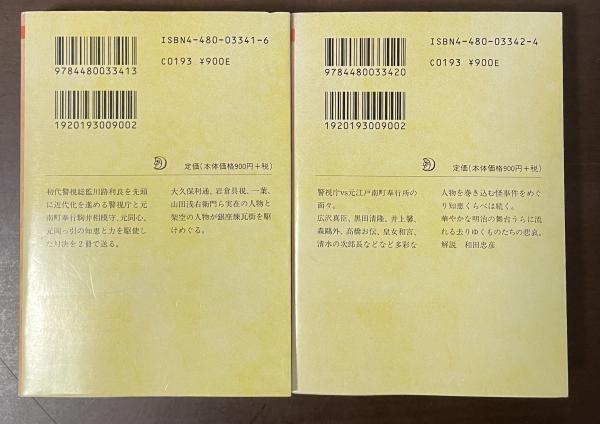 ISBN4-480-03341-6
9784480033413
C0193 ¥900E
1920193009002
定価(本体価格900円+税)
初代警視総監川路利良を先頭
に近代化を進める警視庁と元
南町奉行駒井相模守、元同心、
元岡っ引の知恵と力を駆使し
た対決を2冊で送る。
大久保利通、岩倉具視、一葉、
山田浅右衛門ら実在の人物と
架空の人物が銀座煉瓦街を駆
けめぐる。
ISBN4-480-03342-4
9784480033420
C0193 ¥900E
1920193009002
定価(本体価格900円+税)
警視庁vs元江戸南町奉行所の
面々。
広沢真臣、黒田清隆、井上馨、
森鷗外、高橋お伝、皇女和宮、
清水の次郎長などなど多彩な
人物を巻き込む怪事件をめぐ
り知恵くらべは続く。
華やかな明治の舞台うらに流
れる去りゆくものたちの悲哀。
解説 和田忠彦